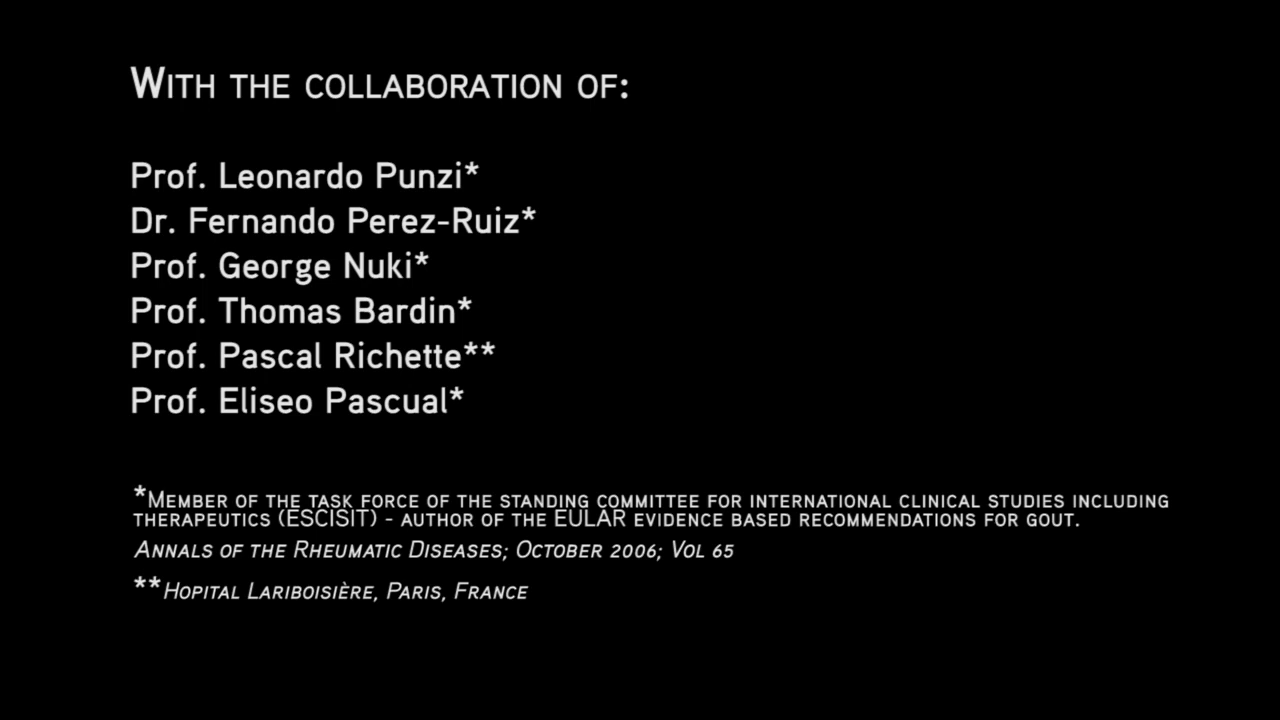 WITH THE COLLABORATION OF:
Prof. Leonardo Punzi*
Dr. Fernando Perez-Ruiz*
Prof. George Nuki*
Prof. Thomas Bardin*
Prof. Pascal Richette**
Prof. Eliseo Pascual*
*MEMBER OF THE TASK FORCE OF THE STANDING COMMITTEE FOR INTERNATIONAL CLINICAL STUDIES INCLUDING
THERAPEUTICS (ESCISIT) - AUTHOR OF THE EULAR EVIDENCE BASED RECOMMENDATIONS FOR GOUT.
ANNALS OF THE RHEUMATIC DISEASES; OCTOBER 2006; VOL 65
**HOPITAL LARIBOISIÈRE, PARIS, FRANCE